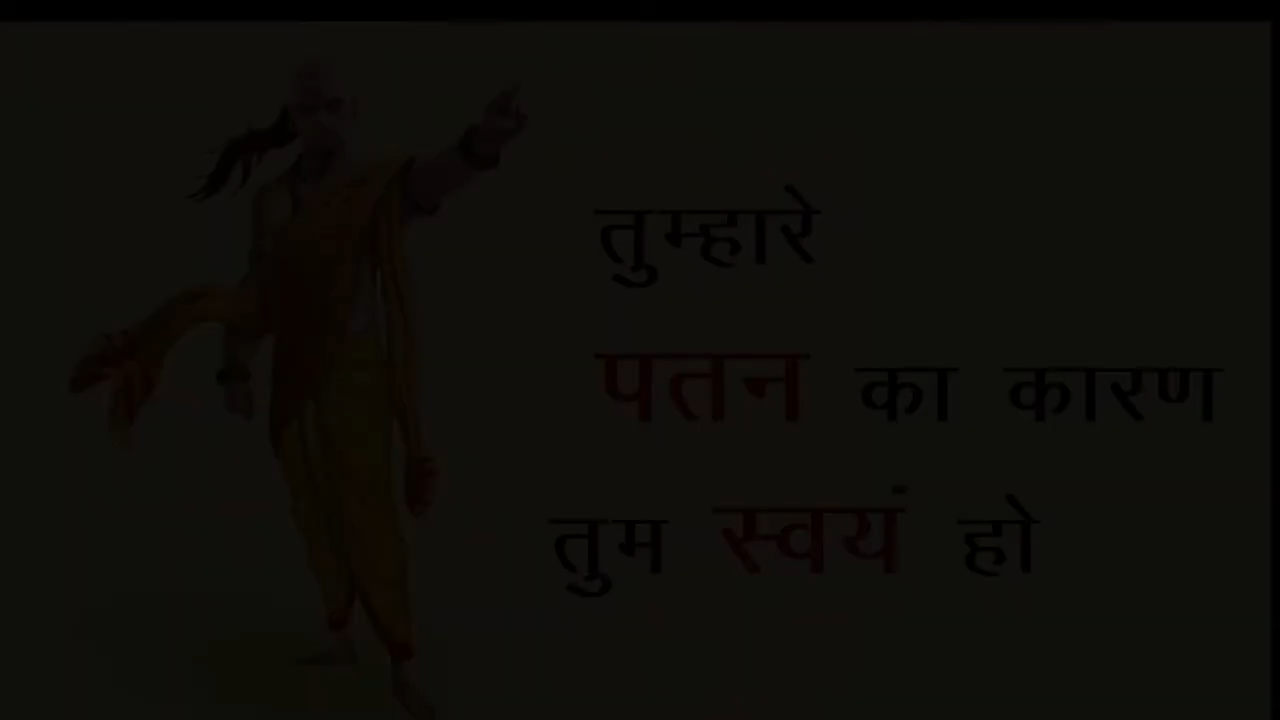 तुम्हारे
पतन का कारण
तुम स्वयं हो